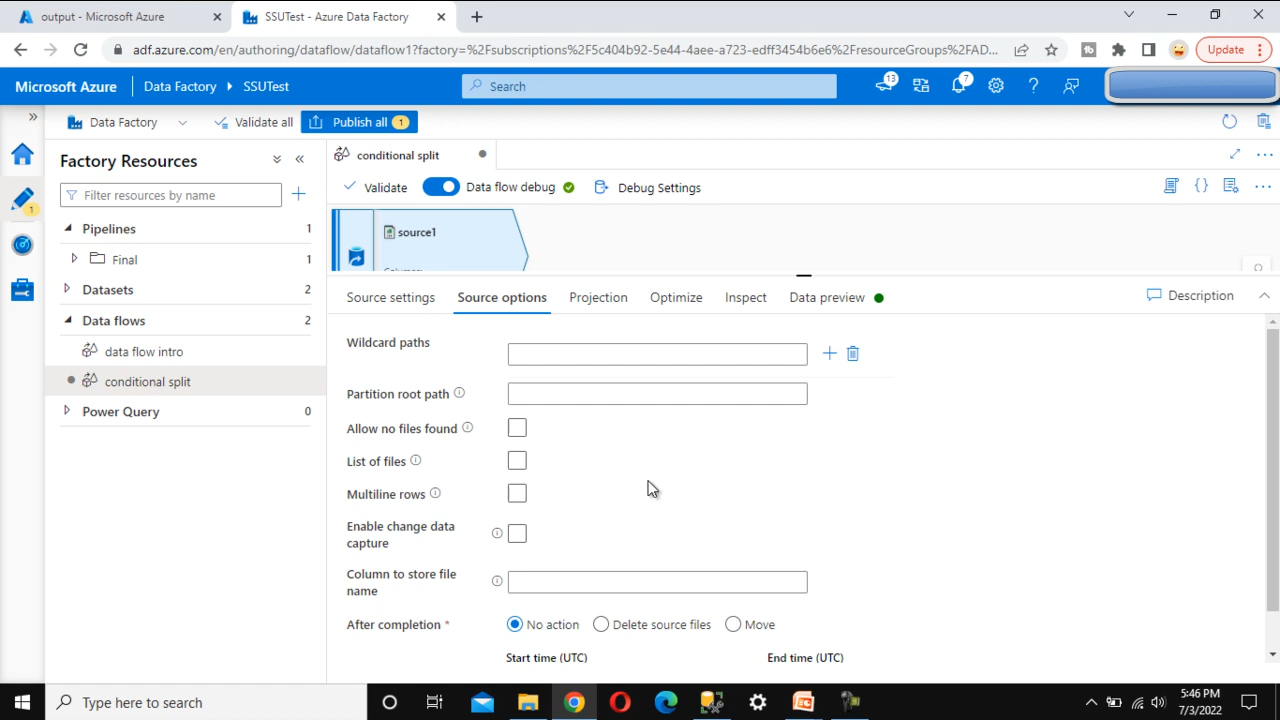 output - Microsoft Azure
SSUTest - Azure Data Factory
adf.azure.com/en/authoring/dataflow/dataflow1?factory=%2Fsubscriptions%2F5c404b92-5e44-4aee-a723-edff3454b6e6%2FresourceGroups%2FAD...
Update
Microsoft Azure
Data Factory
SSUTest
Search
13
7
Data Factory
Validate all
Publish all 1
Factory Resources
Filter resources by name
Pipelines 1
Final 1
Datasets 2
Data flows 2
data flow intro
conditional split
Power Query 0
1
conditional split
Validate
Data flow debug
Debug Settings
source1
Columns:
Source settings
Source options
Projection
Optimize
Inspect
Data preview
Description
Wildcard paths
Partition root path
Allow no files found
List of files
Multiline rows
Enable change data
capture
Column to store file
name
After completion *
No action
Delete source files
Move
Start time (UTC)
End time (UTC)
Type here to search
5:46 PM
7/3/2022